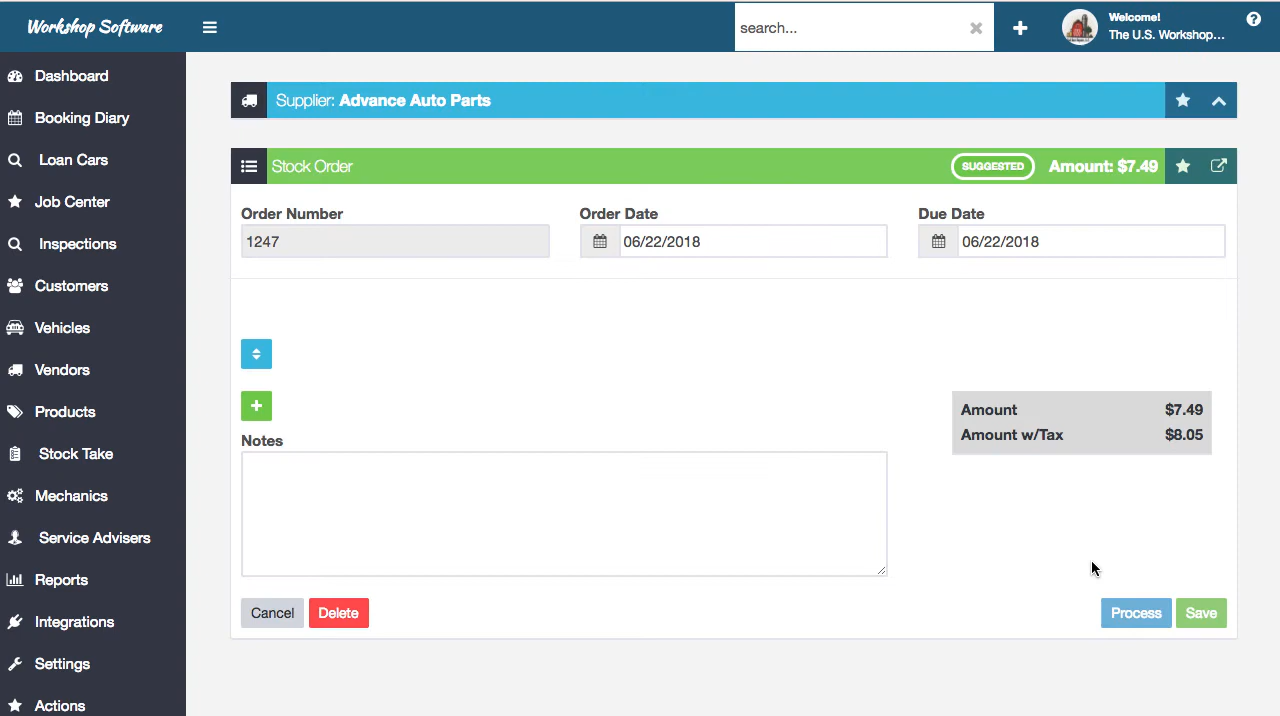 Workshop Software
search...
Welcome!
The U.S. Workshop...
Dashboard
Booking Diary
Loan Cars
Job Center
Inspections
Customers
Vehicles
Vendors
Products
Stock Take
Mechanics
Service Advisers
Reports
Integrations
Settings
Actions
Supplier: Advance Auto Parts
Stock Order
SUGGESTED
Amount: $7.49
Order Number
Order Date
Due Date
1247
06/22/2018
06/22/2018
Amount $7.49
Amount w/Tax $8.05
Notes
Cancel
Delete
Process
Save